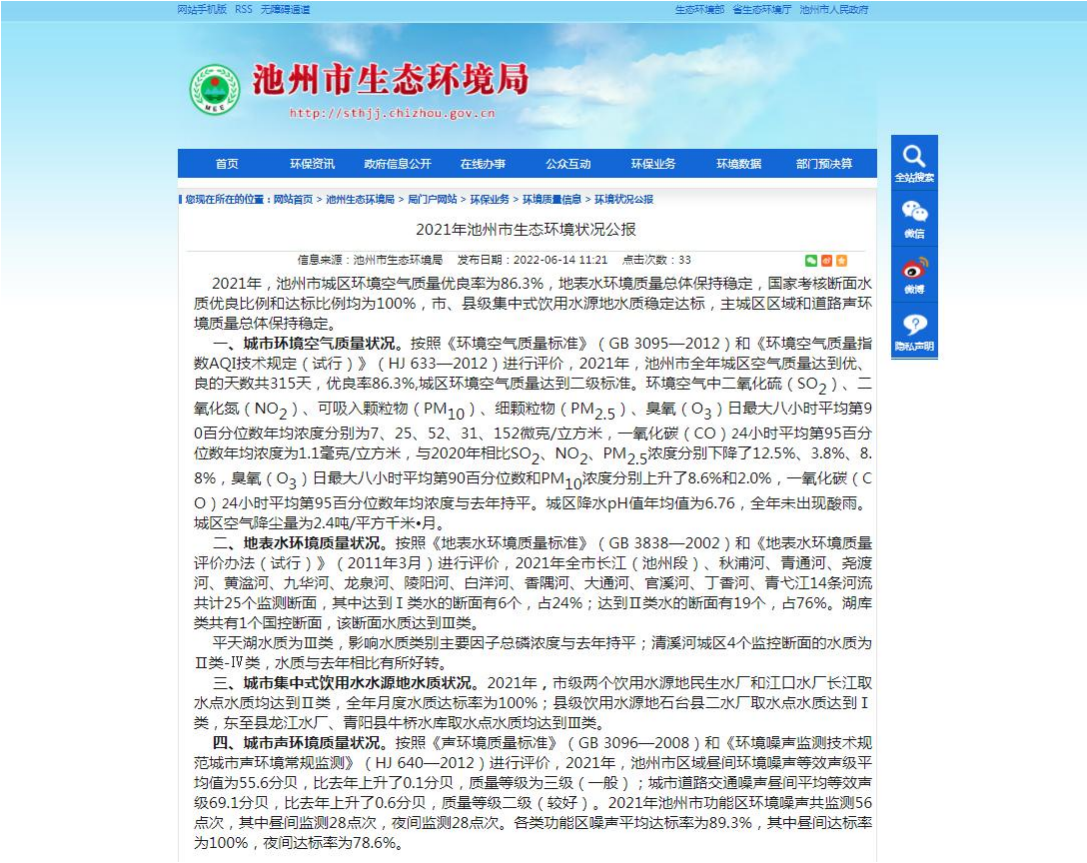 网站手机版 RSS 无障碍通道
生态环境部 省生态环境厅 池州市人民政府
MEE
池州市生态环境局
http://sthjj.chizhou.gov.cn
首页 环保资讯 政府信息公开 在线办事 公众互动 环保业务 环境数据 部门预决算
全站搜索
微信
微博
隐私声明
您现在所在的位置：网站首页 > 池州生态环境局 > 局门户网站 > 环保业务 > 环境质量信息 > 环境状况公报
2021年池州市生态环境状况公报
信息来源：池州市生态环境局 发布日期：2022-06-14 11:21 点击次数：33
2021年，池州市城区环境空气质量优良率为86.3%，地表水环境质量总体保持稳定，国家考核断面水
质优良比例和达标比例均为100%，市、县级集中式饮用水源地水质稳定达标，主城区区域和道路声环
境质量总体保持稳定。
一、城市环境空气质量状况。按照《环境空气质量标准》（GB 3095—2012）和《环境空气质量指
数AQI技术规定（试行）》（HJ 633—2012）进行评价，2021年，池州市全年城区空气质量达到优、
良的天数共315天，优良率86.3%,城区环境空气质量达到二级标准。环境空气中二氧化硫（SO2）、二
氧化氮（NO2）、可吸入颗粒物（PM10）、细颗粒物（PM2.5）、臭氧（O3）日最大八小时平均第9
0百分位数年均浓度分别为7、25、52、31、152微克/立方米，一氧化碳（CO）24小时平均第95百分
位数年均浓度为1.1毫克/立方米，与2020年相比SO2、NO2、PM2.5浓度分别下降了12.5%、3.8%、8.
8%，臭氧（O3）日最大八小时平均第90百分位数和PM10浓度分别上升了8.6%和2.0%，一氧化碳（C
O）24小时平均第95百分位数年均浓度与去年持平。城区降水pH值年均值为6.76，全年未出现酸雨。
城区空气降尘量为2.4吨/平方千米•月。
二、地表水环境质量状况。按照《地表水环境质量标准》（GB 3838—2002）和《地表水环境质量
评价办法（试行）》（2011年3月）进行评价，2021年全市长江（池州段）、秋浦河、青通河、尧渡
河、黄湓河、九华河、龙泉河、陵阳河、白洋河、香隅河、大通河、官溪河、丁香河、青弋江14条河流
共计25个监测断面，其中达到Ⅰ类水的断面有6个，占24%；达到Ⅱ类水的断面有19个，占76%。湖库
类共有1个国控断面，该断面水质达到Ⅲ类。
平天湖水质为Ⅲ类，影响水质类别主要因子总磷浓度与去年持平；清溪河城区4个监控断面的水质为
Ⅱ类-Ⅳ类，水质与去年相比有所好转。
三、城市集中式饮用水水源地水质状况。2021年，市级两个饮用水源地民生水厂和江口水厂长江取
水点水质均达到Ⅱ类，全年月度水质达标率为100%；县级饮用水源地石台县二水厂取水点水质达到Ⅰ
类，东至县龙江水厂、青阳县牛桥水库取水点水质均达到Ⅲ类。
四、城市声环境质量状况。按照《声环境质量标准》（GB 3096—2008）和《环境噪声监测技术规
范城市声环境常规监测》（HJ 640—2012）进行评价，2021年，池州市区域昼间环境噪声等效声级平
均值为55.6分贝，比去年上升了0.1分贝，质量等级为三级（一般）；城市道路交通噪声昼间平均等效声
级69.1分贝，比去年上升了0.6分贝，质量等级二级（较好）。2021年池州市功能区环境噪声共监测56
点次，其中昼间监测28点次，夜间监测28点次。各类功能区噪声平均达标率为89.3%，其中昼间达标率
为100%，夜间达标率为78.6%。